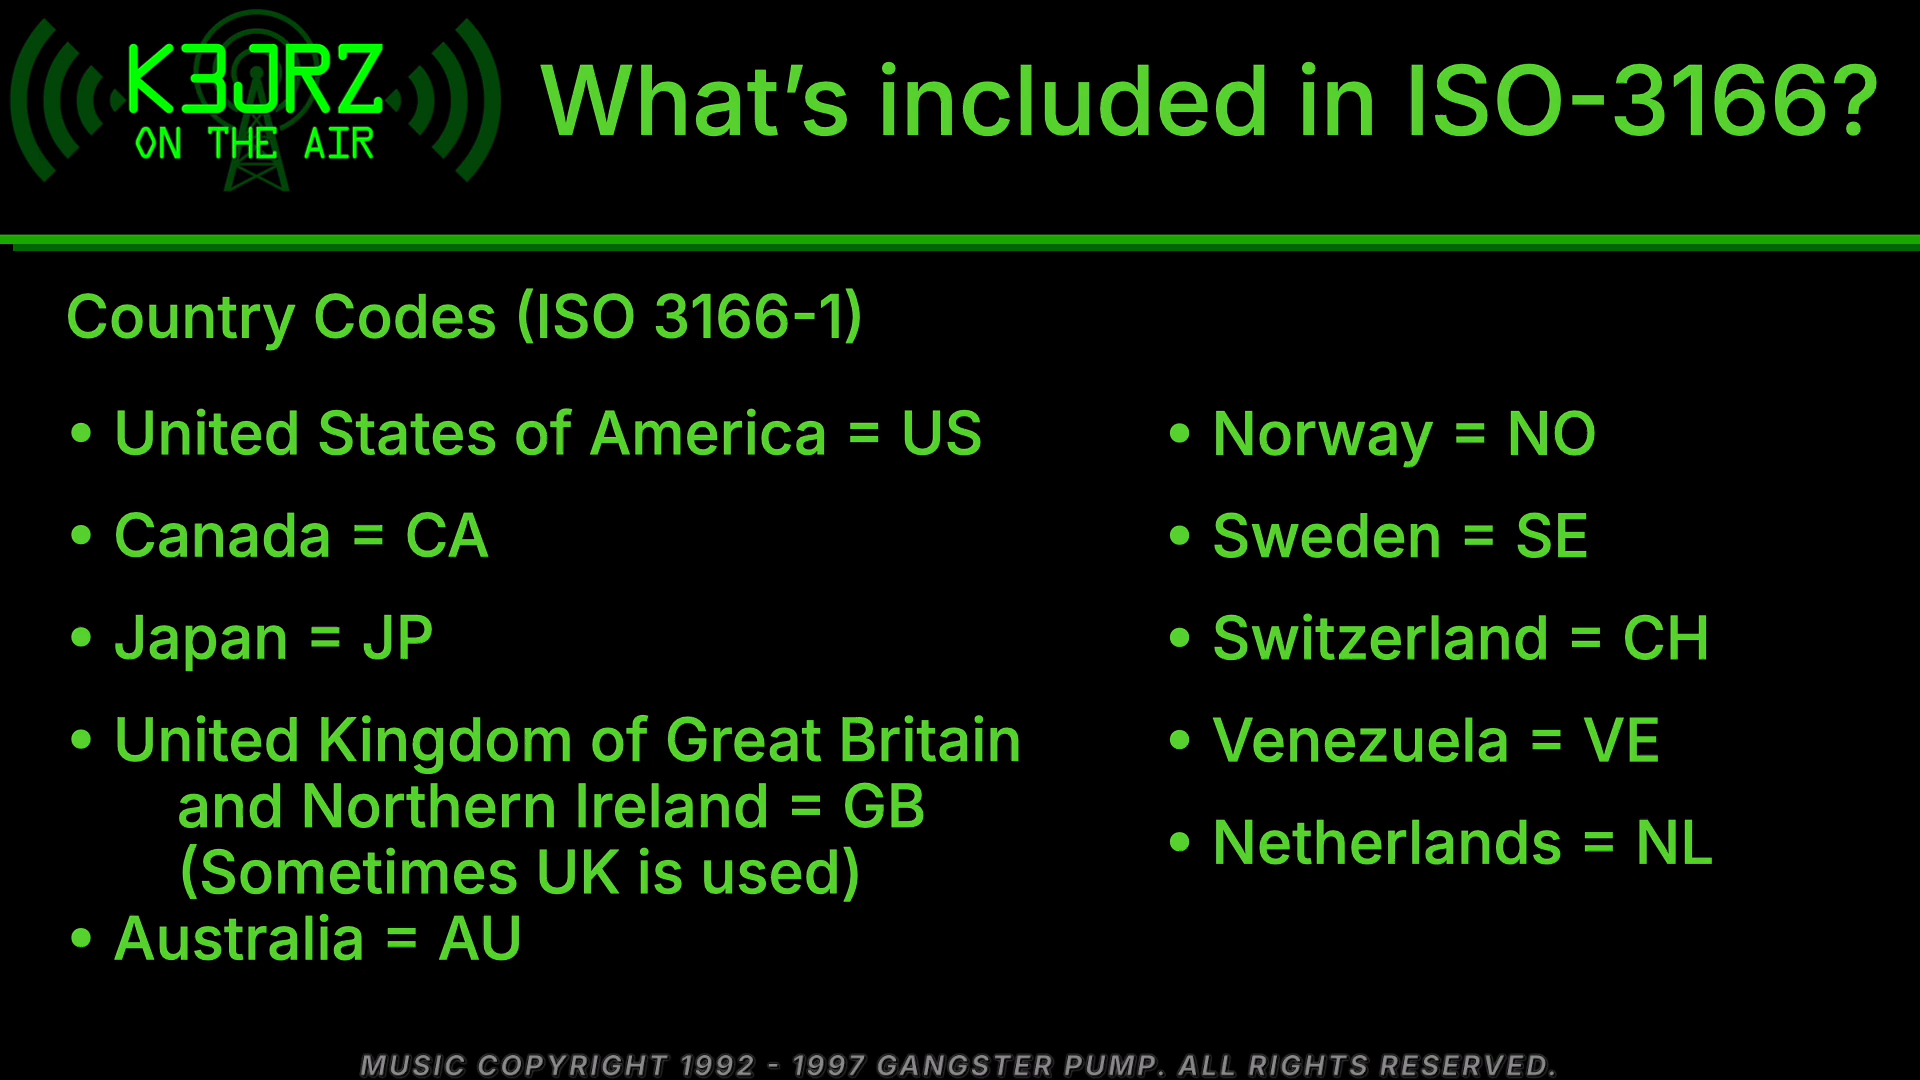 K3JRZ
ON THE AIR
What’s included in ISO-3166?
Country Codes (ISO 3166-1)
• United States of America = US
• Canada = CA
• Japan = JP
• United Kingdom of Great Britain
and Northern Ireland = GB
(Sometimes UK is used)
• Australia = AU
• Norway = NO
• Sweden = SE
• Switzerland = CH
• Venezuela = VE
• Netherlands = NL
MUSIC COPYRIGHT 1992 - 1997 GANGSTER PUMP. ALL RIGHTS RESERVED.